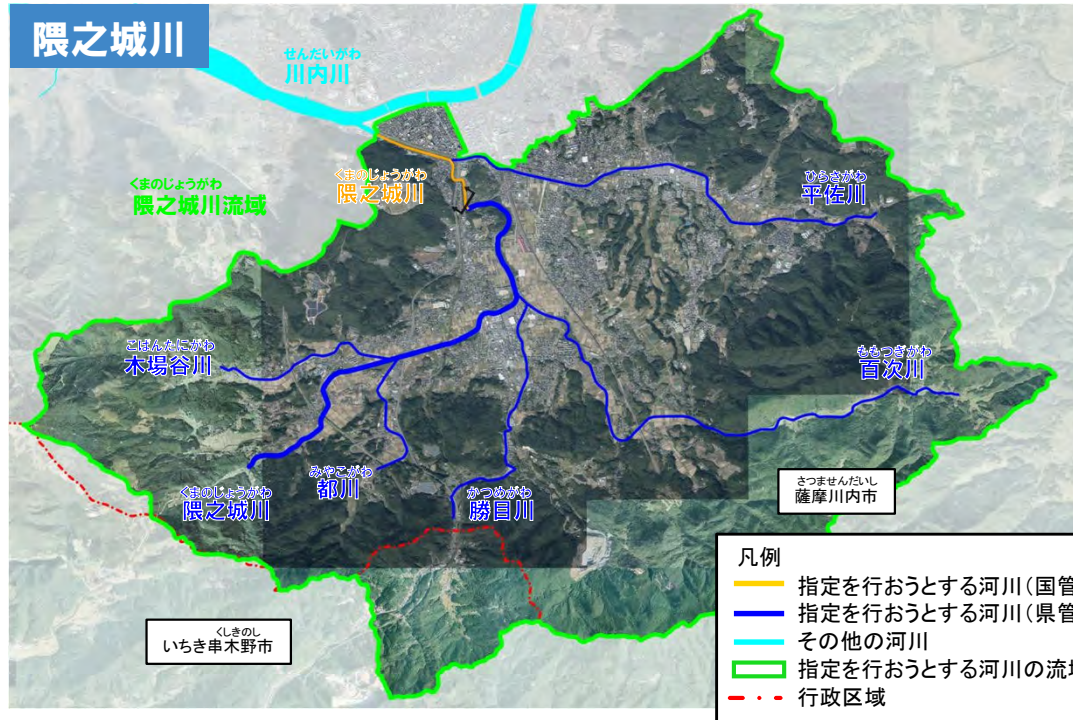 隈之城川
せんだいがわ
川内川
くまのじょうがわ
隈之城川
くまのじょうがわ
隈之城川流域
ひらさがわ
平佐川
こばんたにがわ
木場谷川
ももつぎがわ
百次川
くまのじょうがわ
隈之城川
みやこがわ
都川
かつめがわ
勝目川
さつませんだいし
薩摩川内市
くしきのし
いちき串木野市
凡例
指定を行おうとする河川(国管
指定を行おうとする河川(県管
その他の河川
指定を行おうとする河川の流域
行政区域